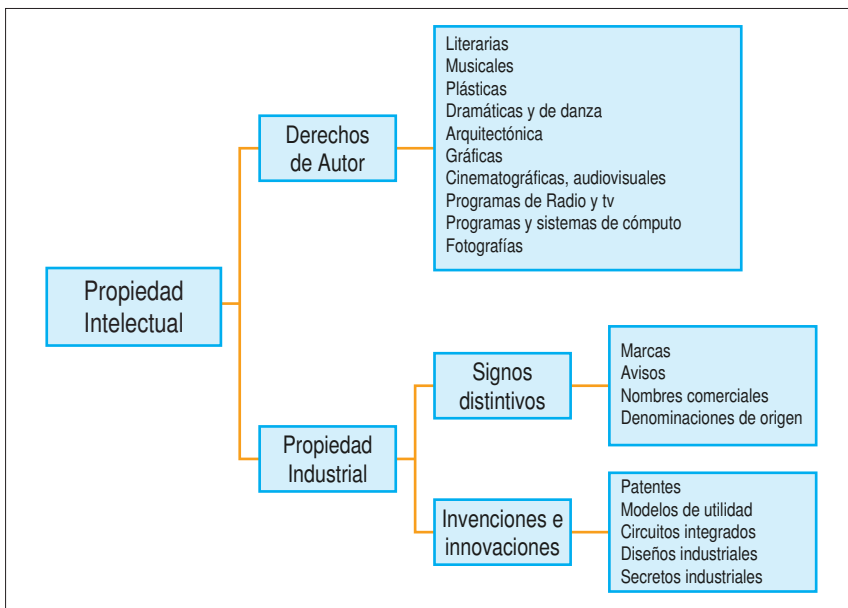 Propiedad
Intelectual
Derechos
de Autor
Literarias
Musicales
Plásticas
Dramáticas y de danza
Arquitectónica
Gráficas
Cinematográficas, audiovisuales
Programas de Radio y tv
Programas y sistemas de cómputo
Fotografías
Propiedad
Industrial
Signos
distintivos
Marcas
Avisos
Nombres comerciales
Denominaciones de origen
Invenciones e
innovaciones
Patentes
Modelos de utilidad
Circuitos integrados
Diseños industriales
Secretos industriales